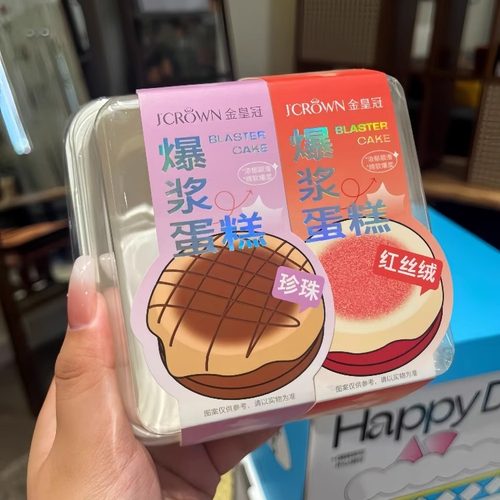 JCROWN 金皇冠
爆浆蛋糕
BLASTER
CAKE
珍珠
图案仅供参考，请以实物为准
JCROWN 金皇冠
爆浆蛋糕
BLASTER
CAKE
红丝绒
图案仅供参考，请以实物为准
Happy D